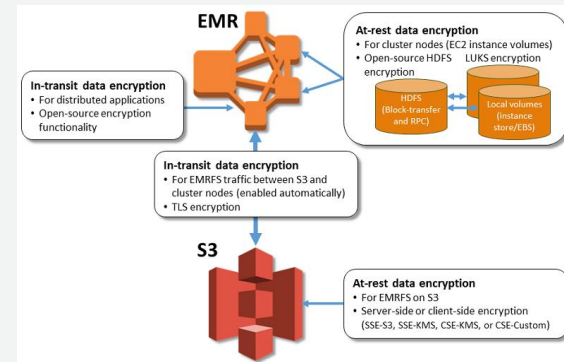 EMR
At-rest data encryption
• For cluster nodes (EC2 instance volumes)
• Open-source HDFS LUKS encryption
encryption
HDFS
(Block-transfer
and RPC)
Local volumes
(instance
store/EBS)
In-transit data encryption
• For distributed applications
• Open-source encryption
functionality
In-transit data encryption
• For EMRFS traffic between S3 and
cluster nodes (enabled automatically)
• TLS encryption
S3
At-rest data encryption
• For EMRFS on S3
• Server-side or client-side encryption
(SSE-S3, SSE-KMS, CSE-KMS, or CSE-Custom)